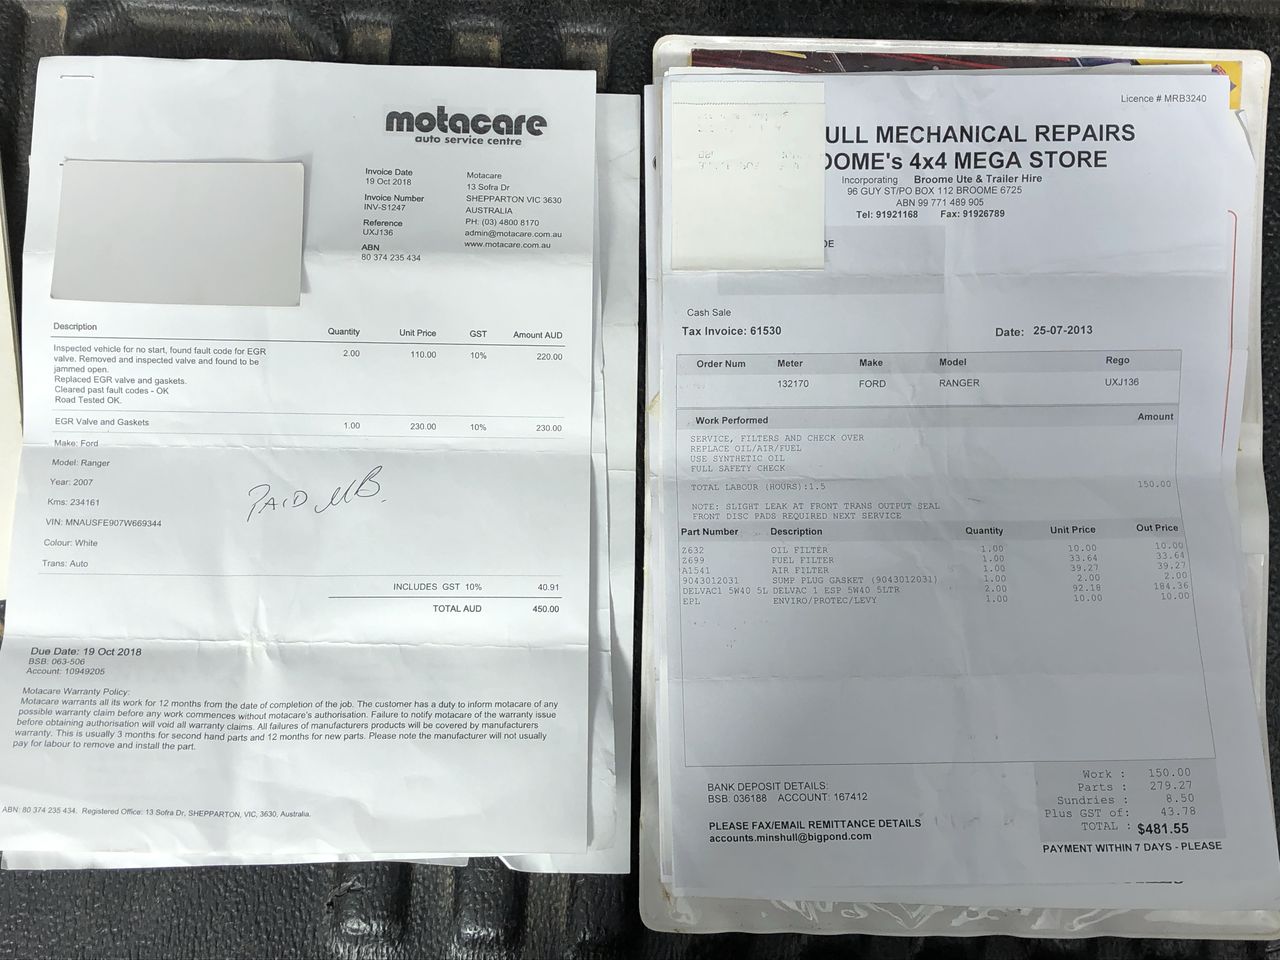 motacare
auto service centre
Invoice Date
19 Oct 2018
Invoice Number
INV-S1247
Reference
UXJ136
ABN
80 374 235 434
Motacare
13 Sofra Dr
SHEPPARTON VIC 3630
AUSTRALIA
PH: (03) 4800 8170
admin@motacare.com.au
www.motacare.com.au
Description Quantity Unit Price GST Amount AUD
Inspected vehicle for no start, found fault code for EGR 2.00 110.00 10% 220.00
valve. Removed and inspected valve and found to be
jammed open.
Replaced EGR valve and gaskets.
Cleared past fault codes - OK
Road Tested OK.
EGR Valve and Gaskets 1.00 230.00 10% 230.00
Make: Ford
Model: Ranger
Year: 2007
Kms: 234161
VIN: MNAUSFE907W669344
Colour: White
Trans: Auto
PAID MB.
INCLUDES GST 10% 40.91
TOTAL AUD 450.00
Due Date: 19 Oct 2018
BSB: 063-506
Account: 10949205
Motacare Warranty Policy:
Motacare warrants all its work for 12 months from the date of completion of the job. The customer has a duty to inform motacare of any
possible warranty claim before any work commences without motacare's authorisation. Failure to notify motacare of the warranty issue
before obtaining authorisation will void all warranty claims. All failures of manufacturers products will be covered by manufacturers
warranty. This is usually 3 months for second hand parts and 12 months for new parts. Please note the manufacturer will not usually
pay for labour to remove and install the part.
ABN: 80 374 235 434. Registered Office: 13 Sofra Dr, SHEPPARTON, VIC, 3630, Australia.
Licence # MRB3240
ULL MECHANICAL REPAIRS
OOME's 4x4 MEGA STORE
Incorporating Broome Ute & Trailer Hire
96 GUY ST/PO BOX 112 BROOME 6725
ABN 99 771 489 905
Tel: 91921168 Fax: 91926789
DE
Cash Sale
Tax Invoice: 61530 Date: 25-07-2013
Order Num Meter Make Model Rego
132170 FORD RANGER UXJ136
Work Performed Amount
SERVICE, FILTERS AND CHECK OVER
REPLACE OIL/AIR/FUEL
USE SYNTHETIC OIL
FULL SAFETY CHECK
TOTAL LABOUR (HOURS):1.5 150.00
NOTE: SLIGHT LEAK AT FRONT TRANS OUTPUT SEAL
FRONT DISC PADS REQUIRED NEXT SERVICE
Part Number Description Quantity Unit Price Out Price
Z632 OIL FILTER 1.00 10.00 10.00
Z699 FUEL FILTER 1.00 33.64 33.64
A1541 AIR FILTER 1.00 39.27 39.27
9043012031 SUMP PLUG GASKET (9043012031) 1.00 2.00 2.00
DELVAC1 5W40 5L DELVAC 1 ESP 5W40 5LTR 2.00 92.18 184.36
EPL ENVIRO/PROTEC/LEVY 1.00 10.00 10.00
BANK DEPOSIT DETAILS:
BSB: 036188 ACCOUNT: 167412
PLEASE FAX/EMAIL REMITTANCE DETAILS
accounts.minshull@bigpond.com
Work : 150.00
Parts : 279.27
Sundries : 8.50
Plus GST of: 43.78
TOTAL : $481.55
PAYMENT WITHIN 7 DAYS - PLEASE